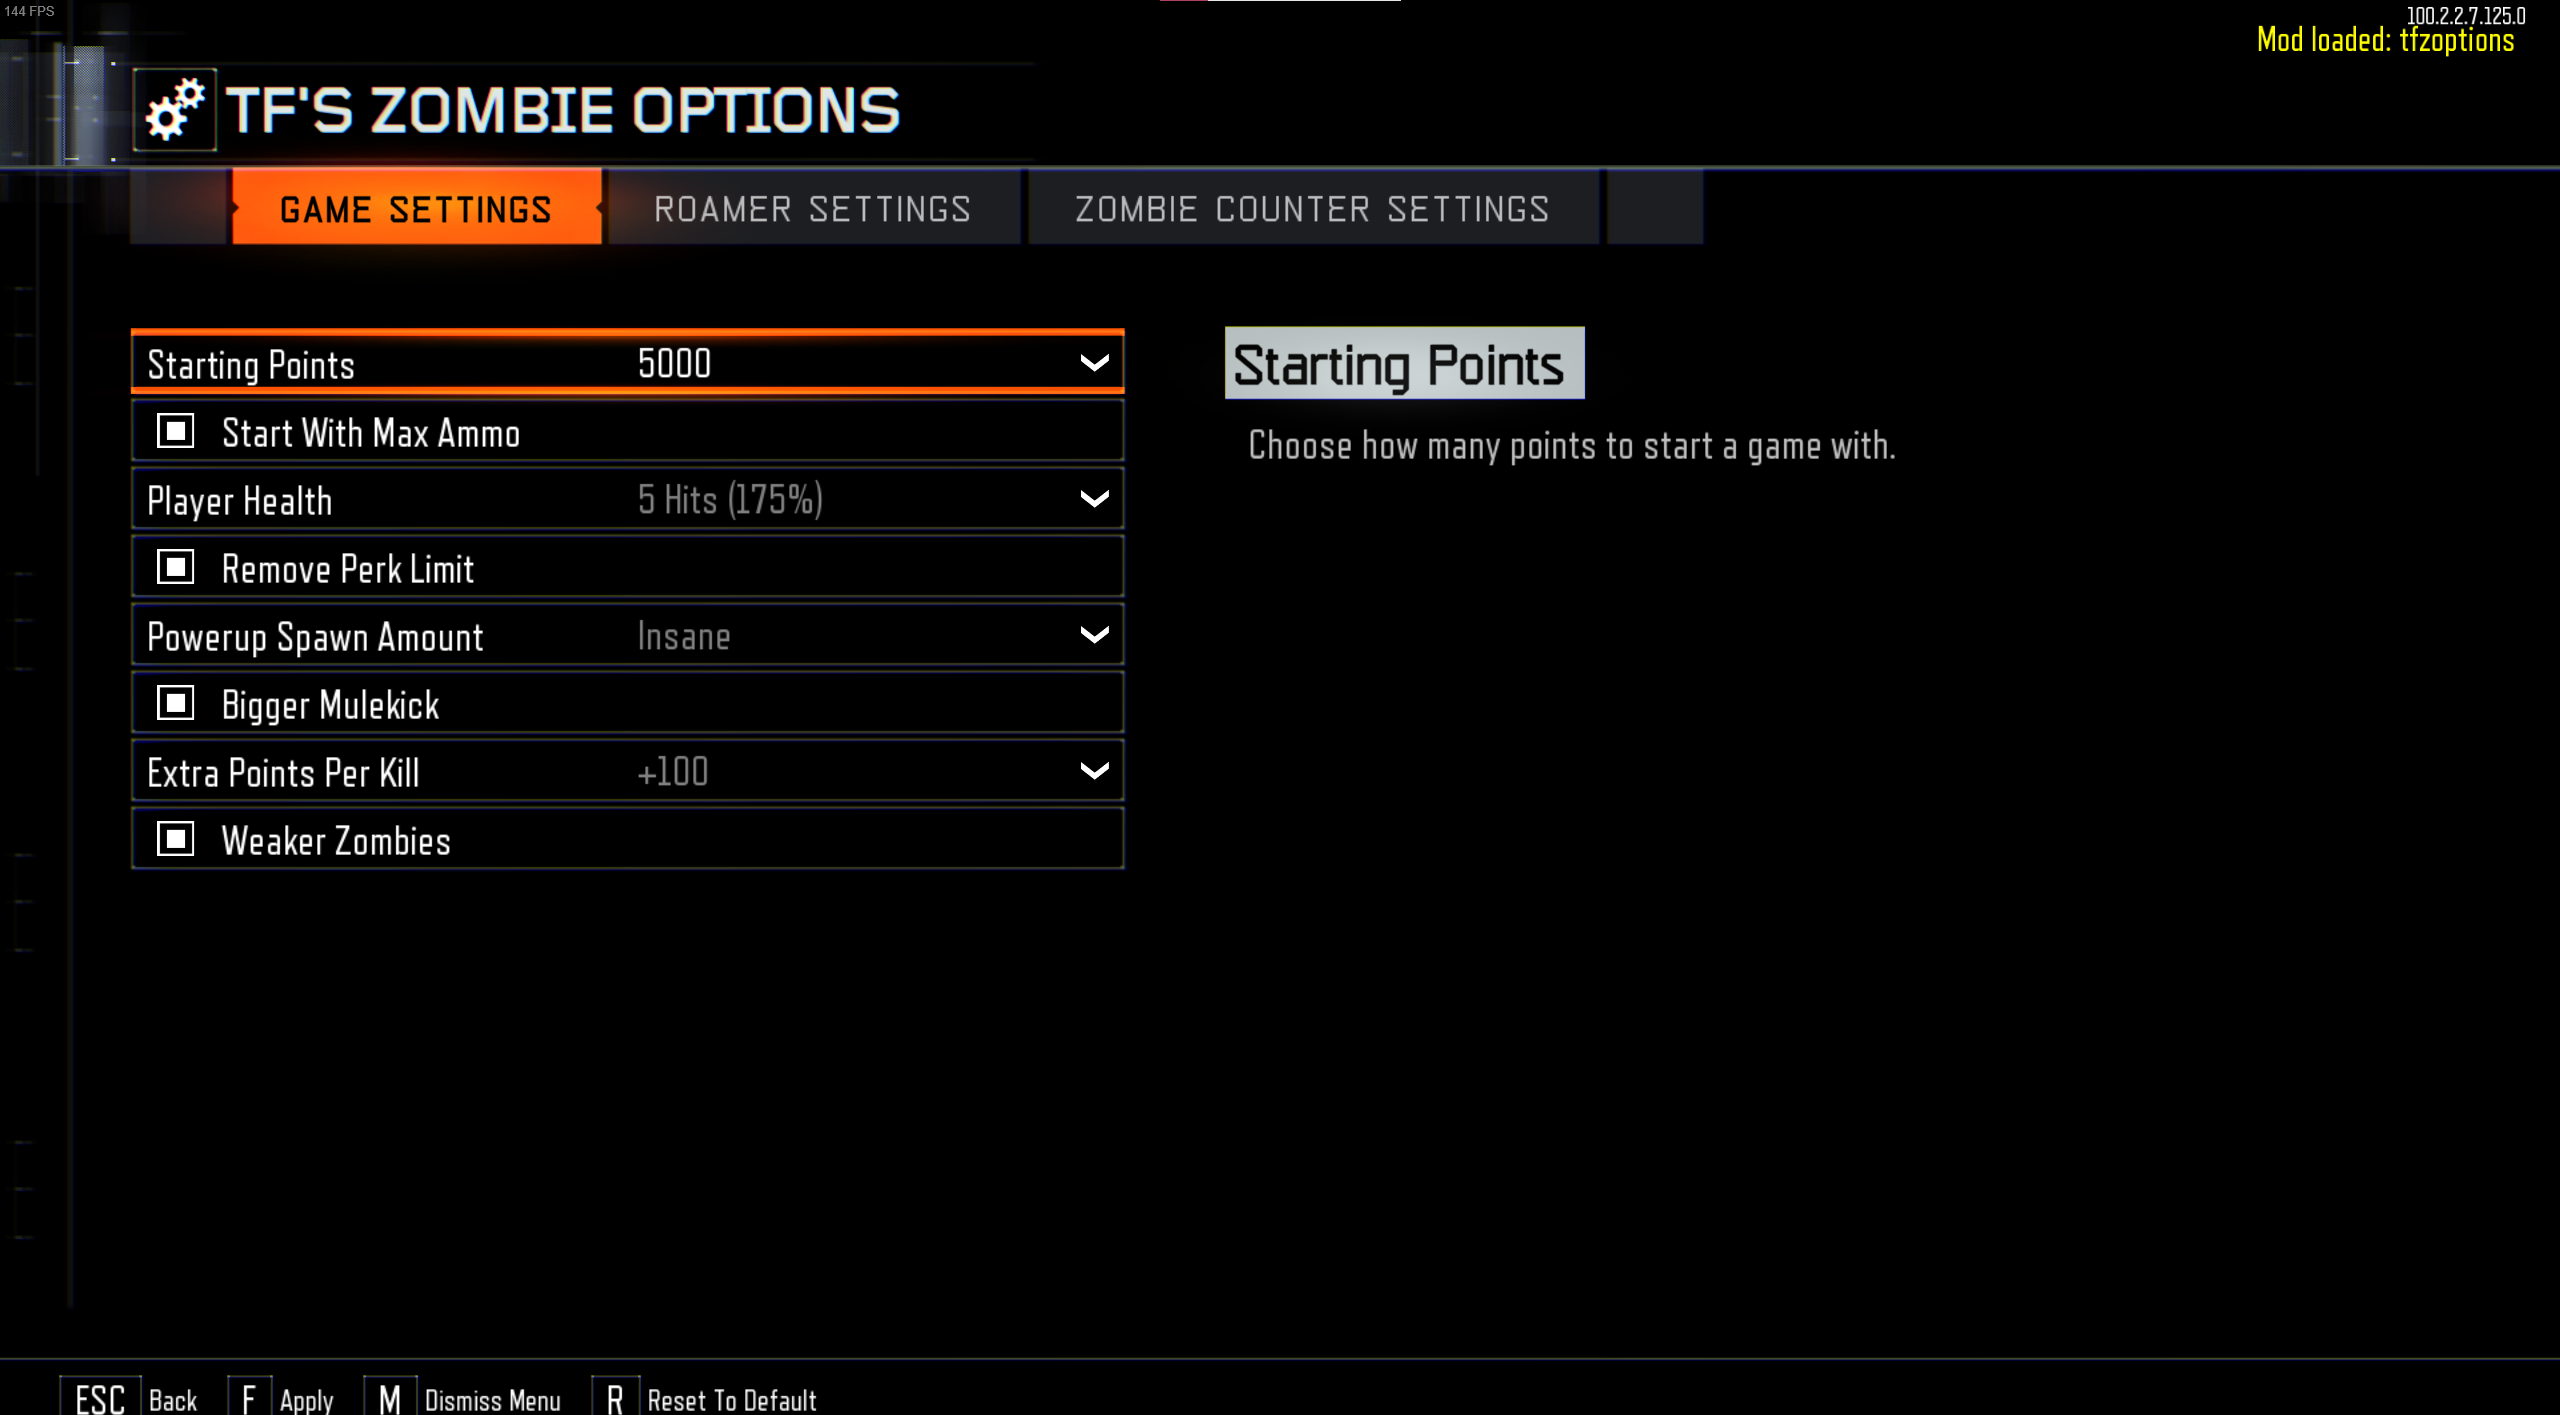 144 FPS
100.2.2.7.125.0
Mod loaded: tfzoptions
TF'S ZOMBIE OPTIONS
GAME SETTINGS ROAMER SETTINGS ZOMBIE COUNTER SETTINGS
Starting Points 5000
Start With Max Ammo
Player Health 5 Hits (175%)
Remove Perk Limit
Powerup Spawn Amount Insane
Bigger Mulekick
Extra Points Per Kill +100
Weaker Zombies
Starting Points
Choose how many points to start a game with.
ESC Back F Apply M Dismiss Menu R Reset To Default